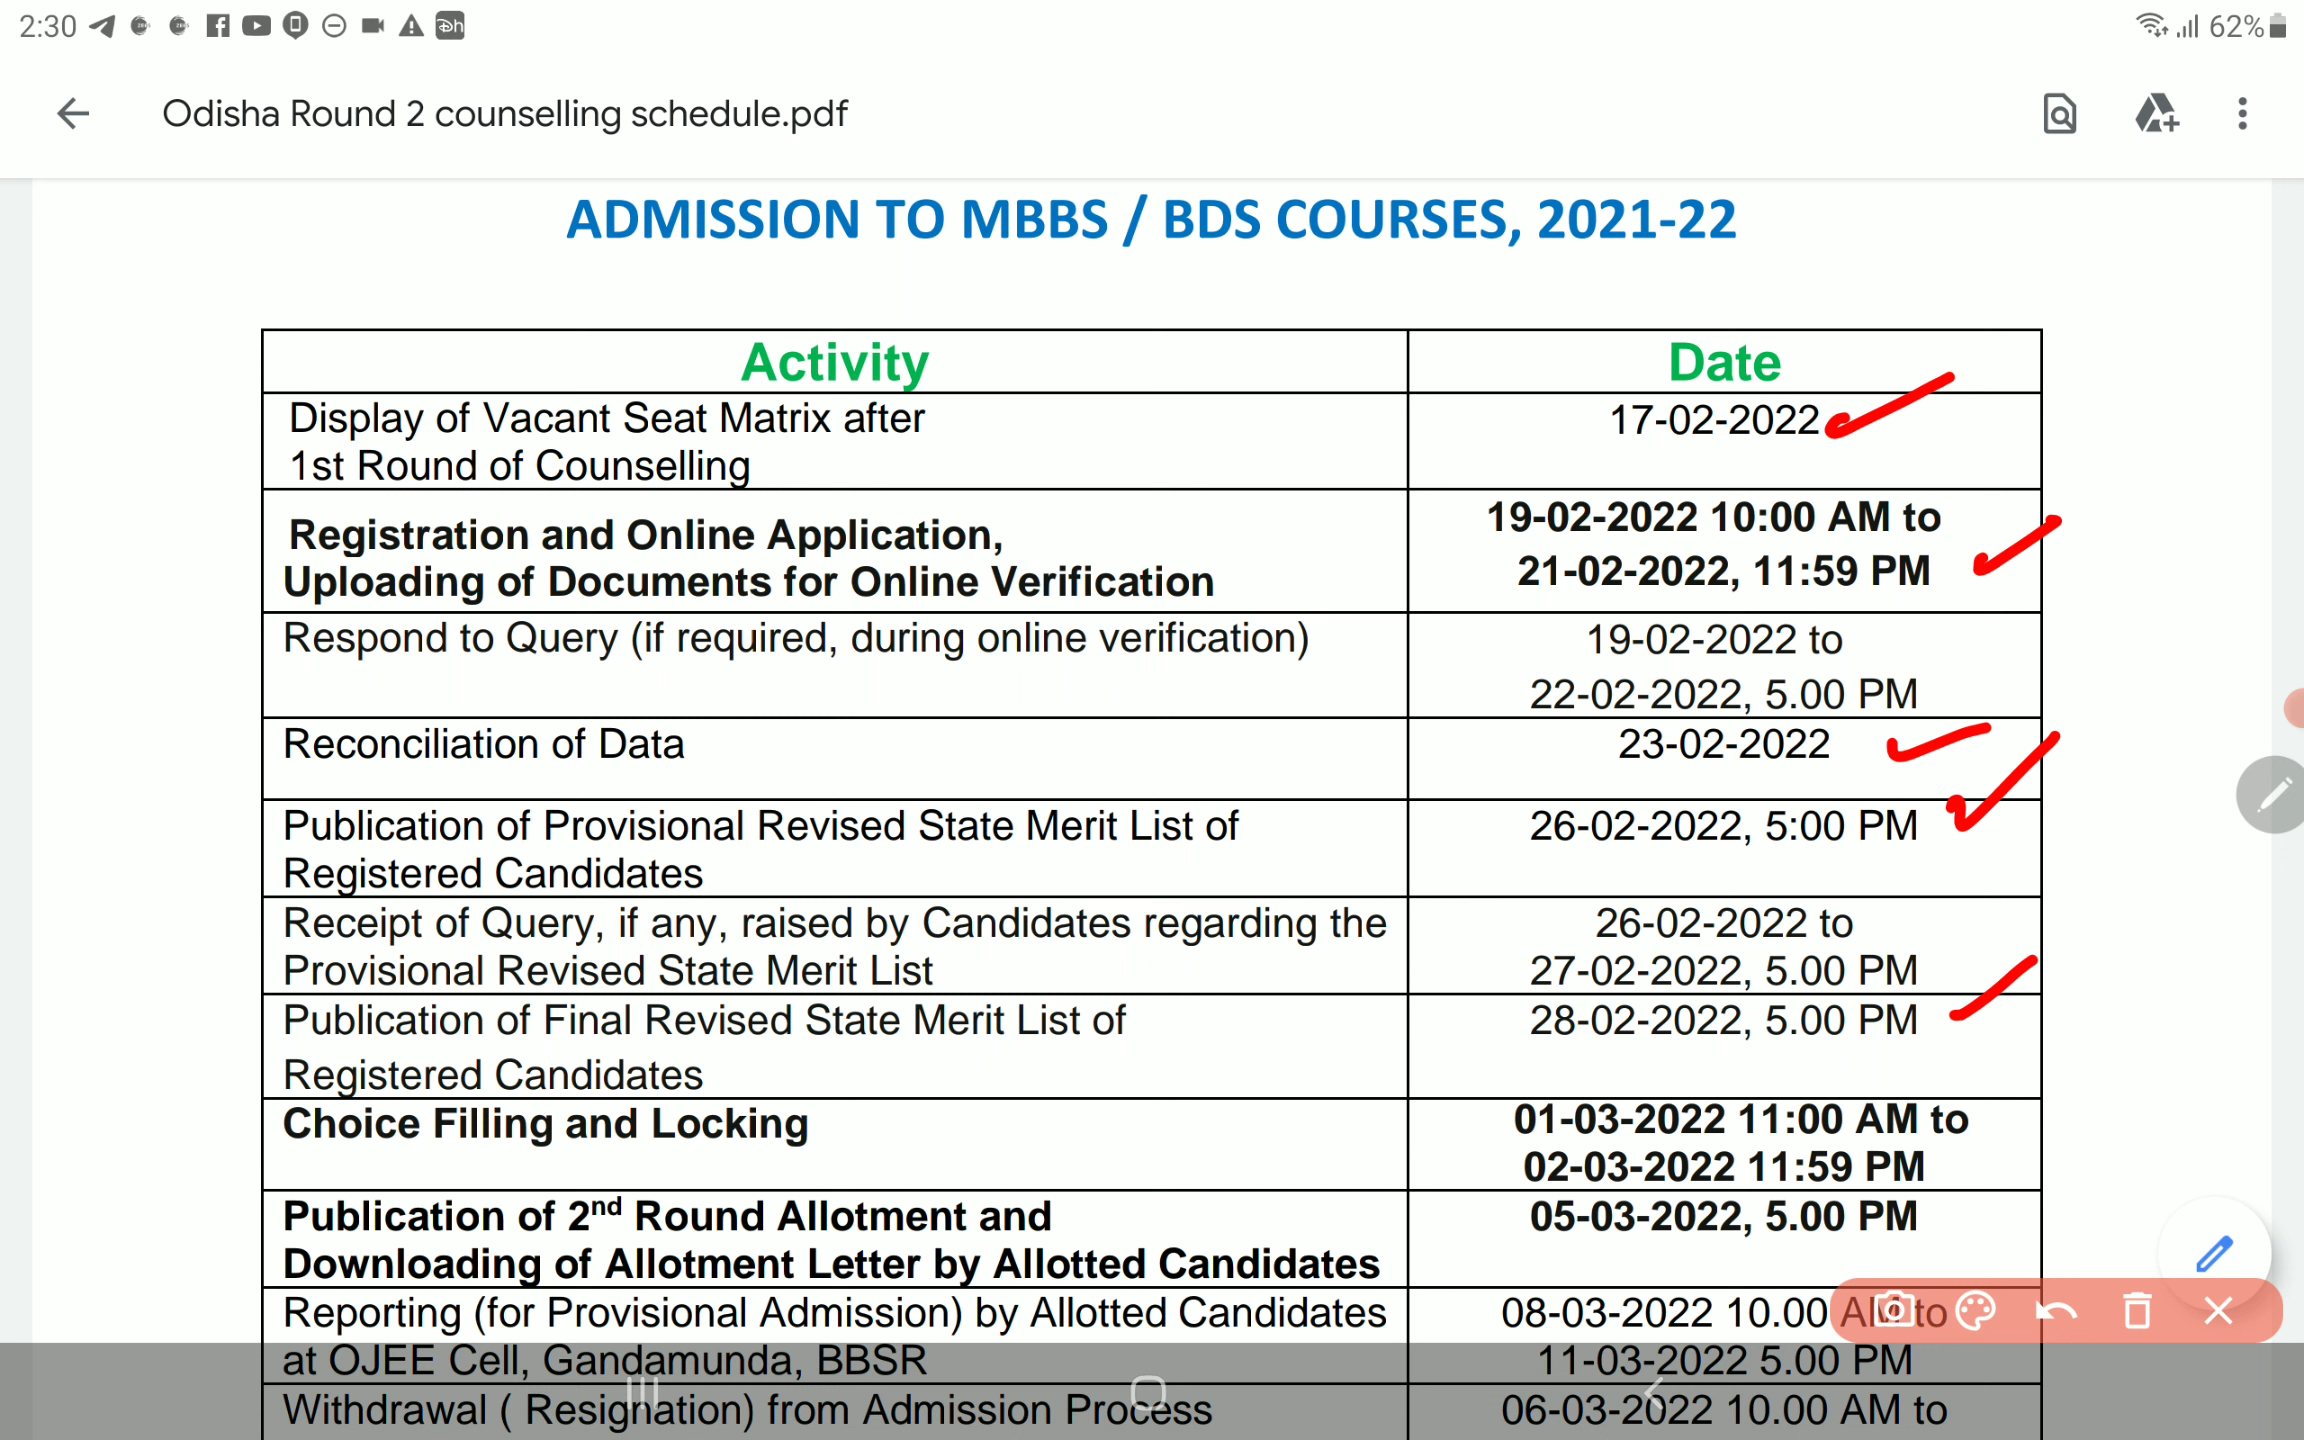 2:30
62%
Odisha Round 2 counselling schedule.pdf
ADMISSION TO MBBS / BDS COURSES, 2021-22
Activity
Date
Display of Vacant Seat Matrix after
1st Round of Counselling
17-02-2022
Registration and Online Application,
Uploading of Documents for Online Verification
19-02-2022 10:00 AM to
21-02-2022, 11:59 PM
Respond to Query (if required, during online verification)
19-02-2022 to
22-02-2022, 5.00 PM
Reconciliation of Data
23-02-2022
Publication of Provisional Revised State Merit List of
Registered Candidates
26-02-2022, 5:00 PM
Receipt of Query, if any, raised by Candidates regarding the
Provisional Revised State Merit List
26-02-2022 to
27-02-2022, 5.00 PM
Publication of Final Revised State Merit List of
Registered Candidates
28-02-2022, 5.00 PM
Choice Filling and Locking
01-03-2022 11:00 AM to
02-03-2022 11:59 PM
Publication of 2nd Round Allotment and
Downloading of Allotment Letter by Allotted Candidates
05-03-2022, 5.00 PM
Reporting (for Provisional Admission) by Allotted Candidates
at OJEE Cell, Gandamunda, BBSR
08-03-2022 10.00 AM to
11-03-2022 5.00 PM
Withdrawal ( Resignation) from Admission Process
06-03-2022 10.00 AM to